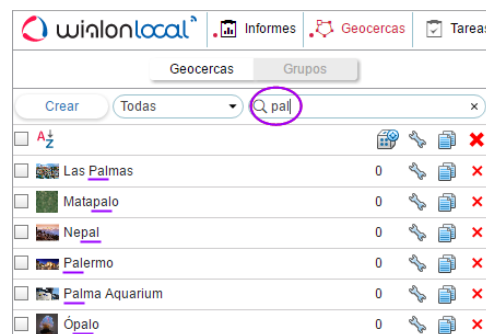 wialonlocal Informes Geocercas Tareas
Geocercas Grupos
Crear Todas pal ×
AZ
Las Palmas 0
Matapalo 0
Nepal 0
Palermo 0
Palma Aquarium 0
Ópalo 0